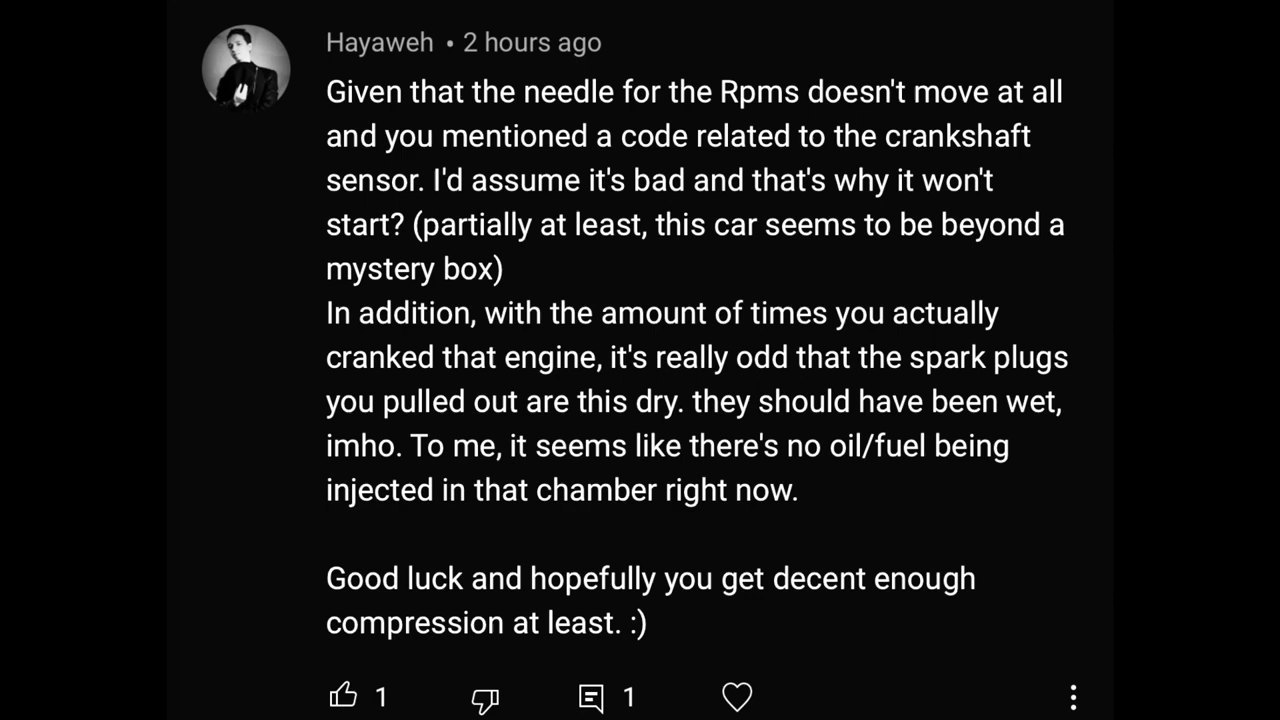 Hayaweh • 2 hours ago
Given that the needle for the Rpms doesn't move at all
and you mentioned a code related to the crankshaft
sensor. I'd assume it's bad and that's why it won't
start? (partially at least, this car seems to be beyond a
mystery box)
In addition, with the amount of times you actually
cranked that engine, it's really odd that the spark plugs
you pulled out are this dry. they should have been wet,
imho. To me, it seems like there's no oil/fuel being
injected in that chamber right now.
Good luck and hopefully you get decent enough
compression at least. :)
1 1